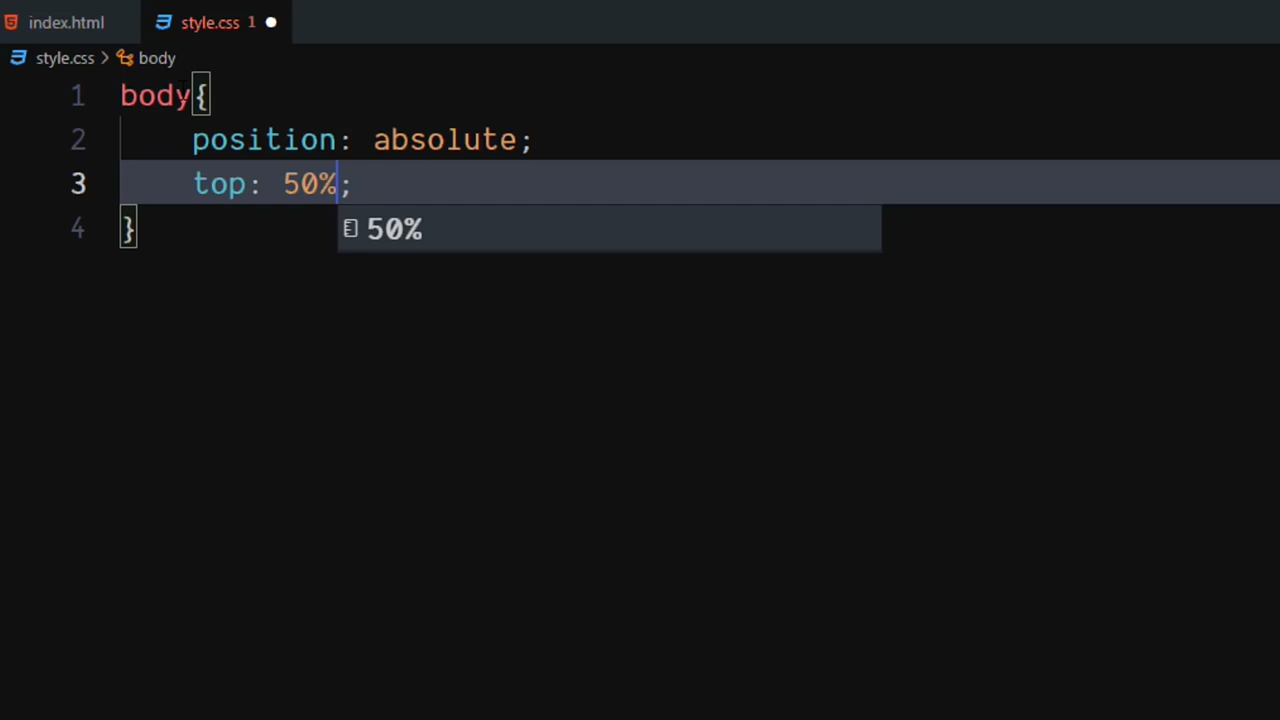 index.html style.css 1
style.css > body
1 body{
2 position: absolute;
3 top: 50%;
4 }
50%